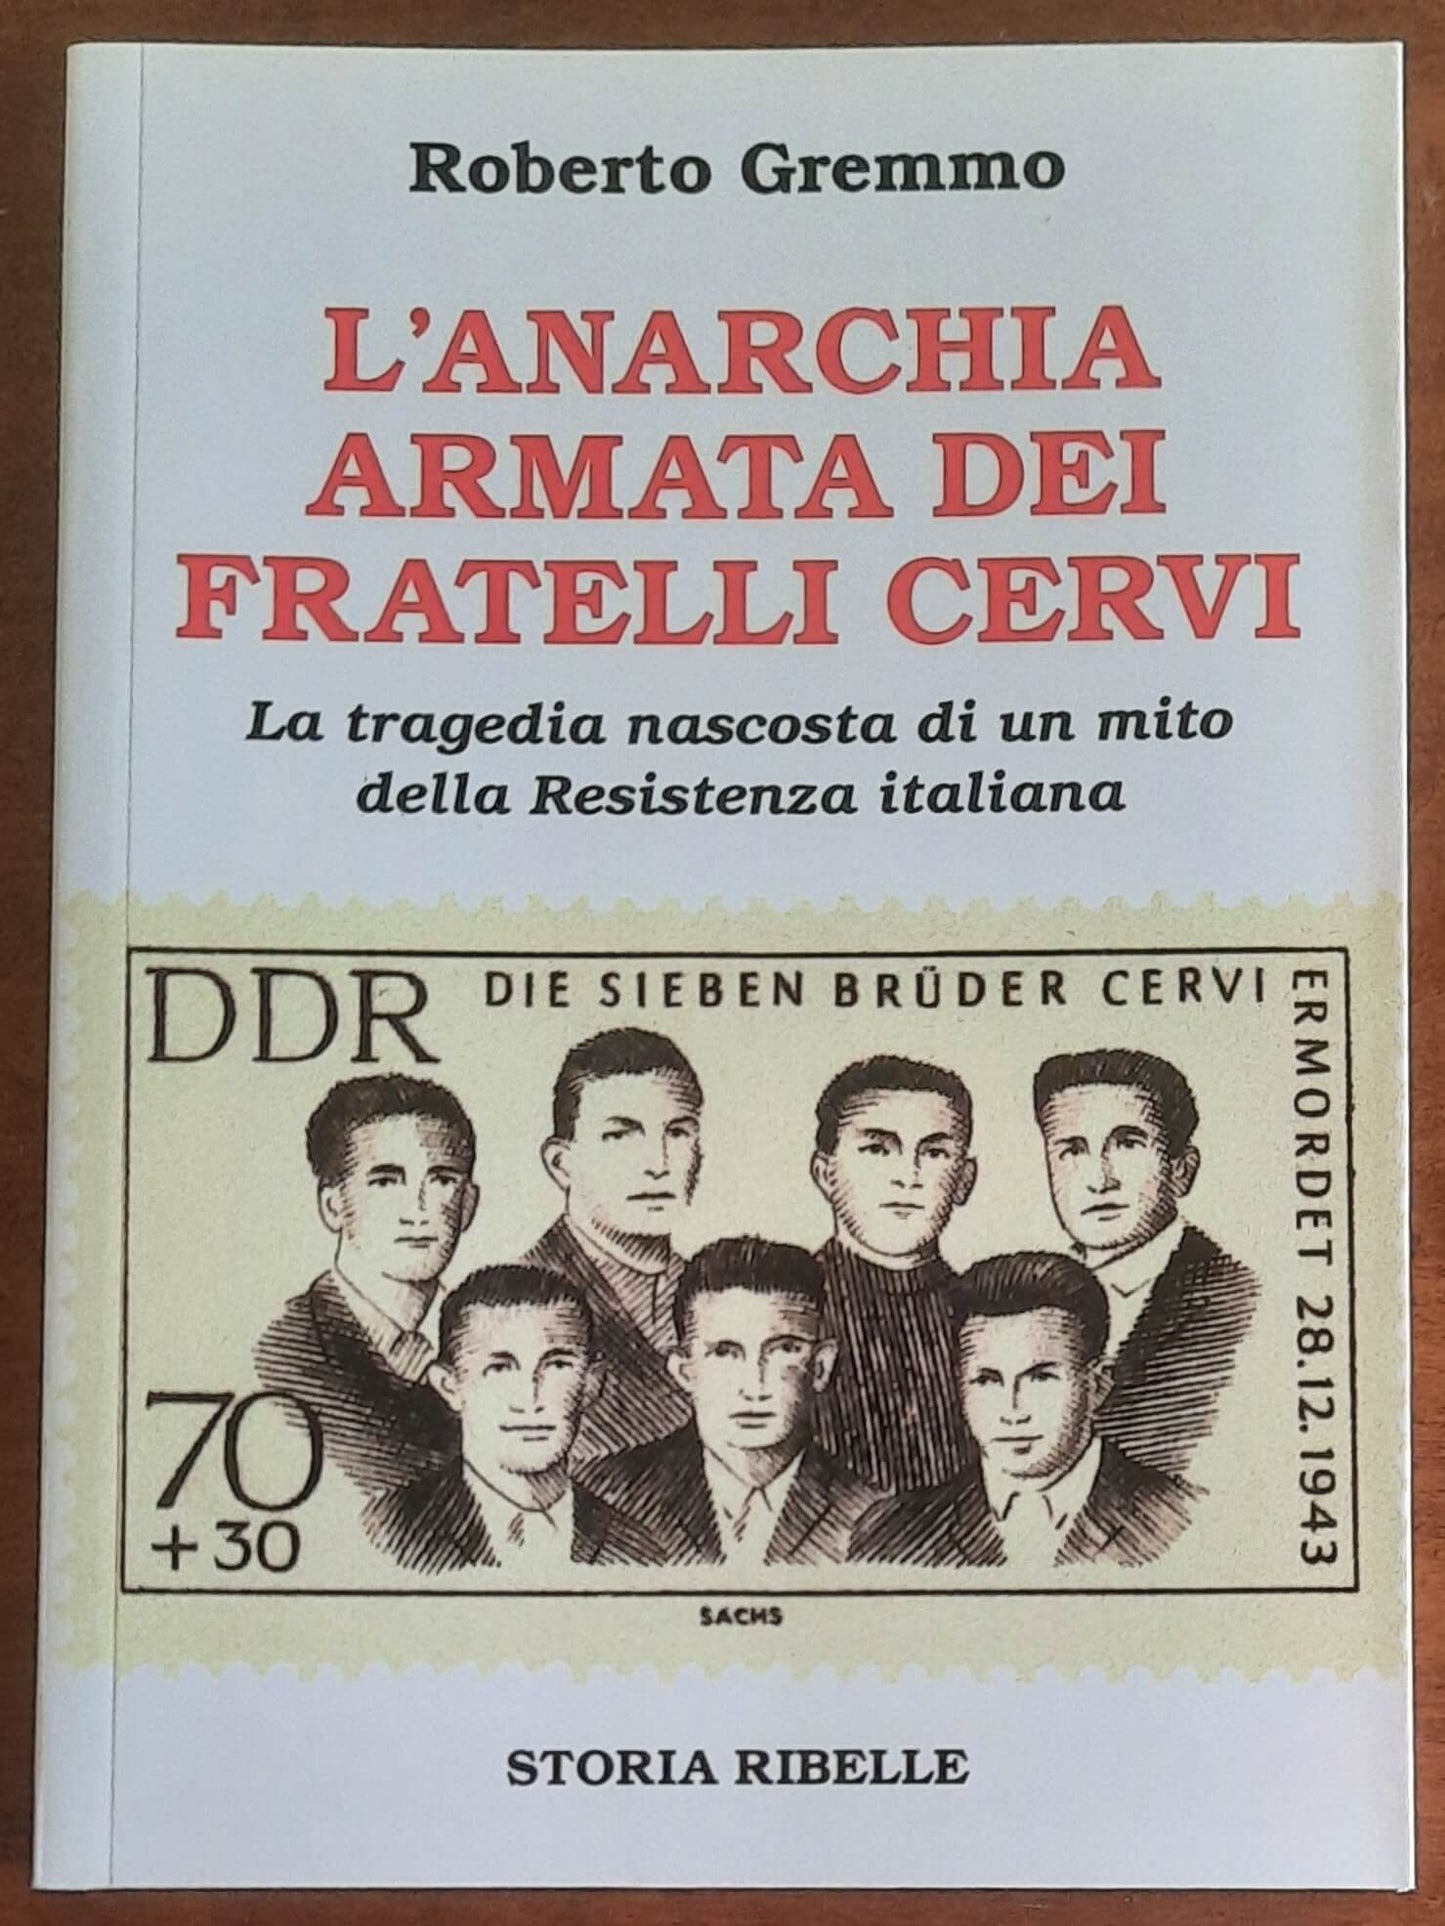 Roberto Gremmo
L'ANARCHIA
ARMATA DEI
FRATELLI CERVI
La tragedia nascosta di un mito
della Resistenza italiana
DDR
DIE SIEBEN BRÜDER CERVI
ERMORDET 28.12.1943
70
+30
SACHS
STORIA RIBELLE